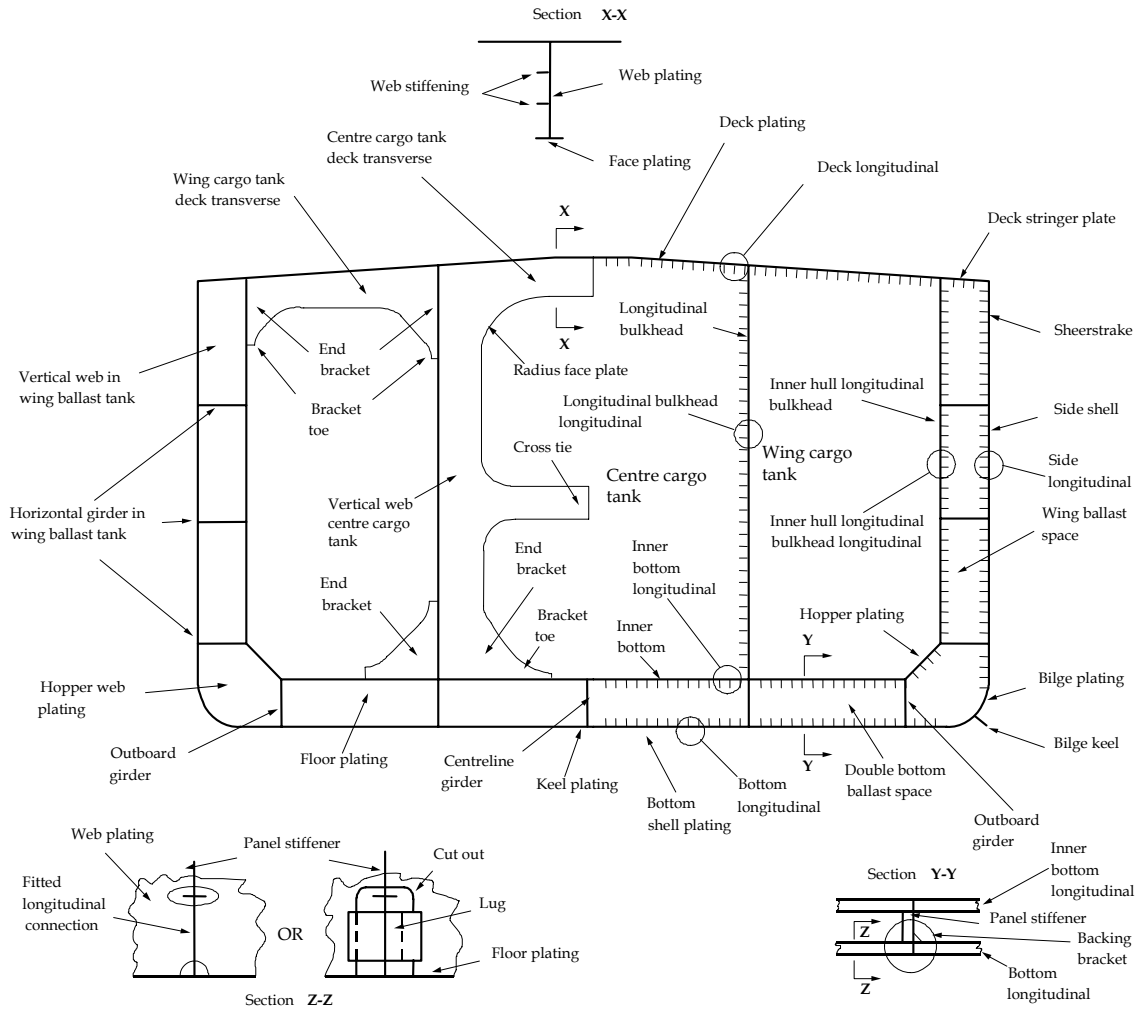 Section X-X
Web stiffening
Web plating
Face plating
Centre cargo tank
deck transverse
Wing cargo tank
deck transverse
Deck plating
Deck longitudinal
Deck stringer plate
X
X
Longitudinal
bulkhead
Sheerstrake
End
bracket
Radius face plate
Vertical web in
wing ballast tank
Bracket
toe
Longitudinal bulkhead
longitudinal
Inner hull longitudinal
bulkhead
Side shell
Cross tie
Centre cargo
tank
Wing cargo
tank
Side
longitudinal
Horizontal girder in
wing ballast tank
Vertical web
centre cargo
tank
Inner hull longitudinal
bulkhead longitudinal
Wing ballast
space
End
bracket
End
bracket
Inner
bottom
longitudinal
Bracket
toe
Inner
bottom
Hopper plating
Y
Hopper web
plating
Bilge plating
Outboard
girder
Floor plating
Centreline
girder
Keel plating
Bottom
shell plating
Bottom
longitudinal
Y
Double bottom
ballast space
Bilge keel
Outboard
girder
Web plating
Panel stiffener
Cut out
Fitted
longitudinal
connection
OR
Lug
Floor plating
Section Z-Z
Section Y-Y
Inner
bottom
longitudinal
Panel stiffener
Z
Backing
bracket
Z
Bottom
longitudinal